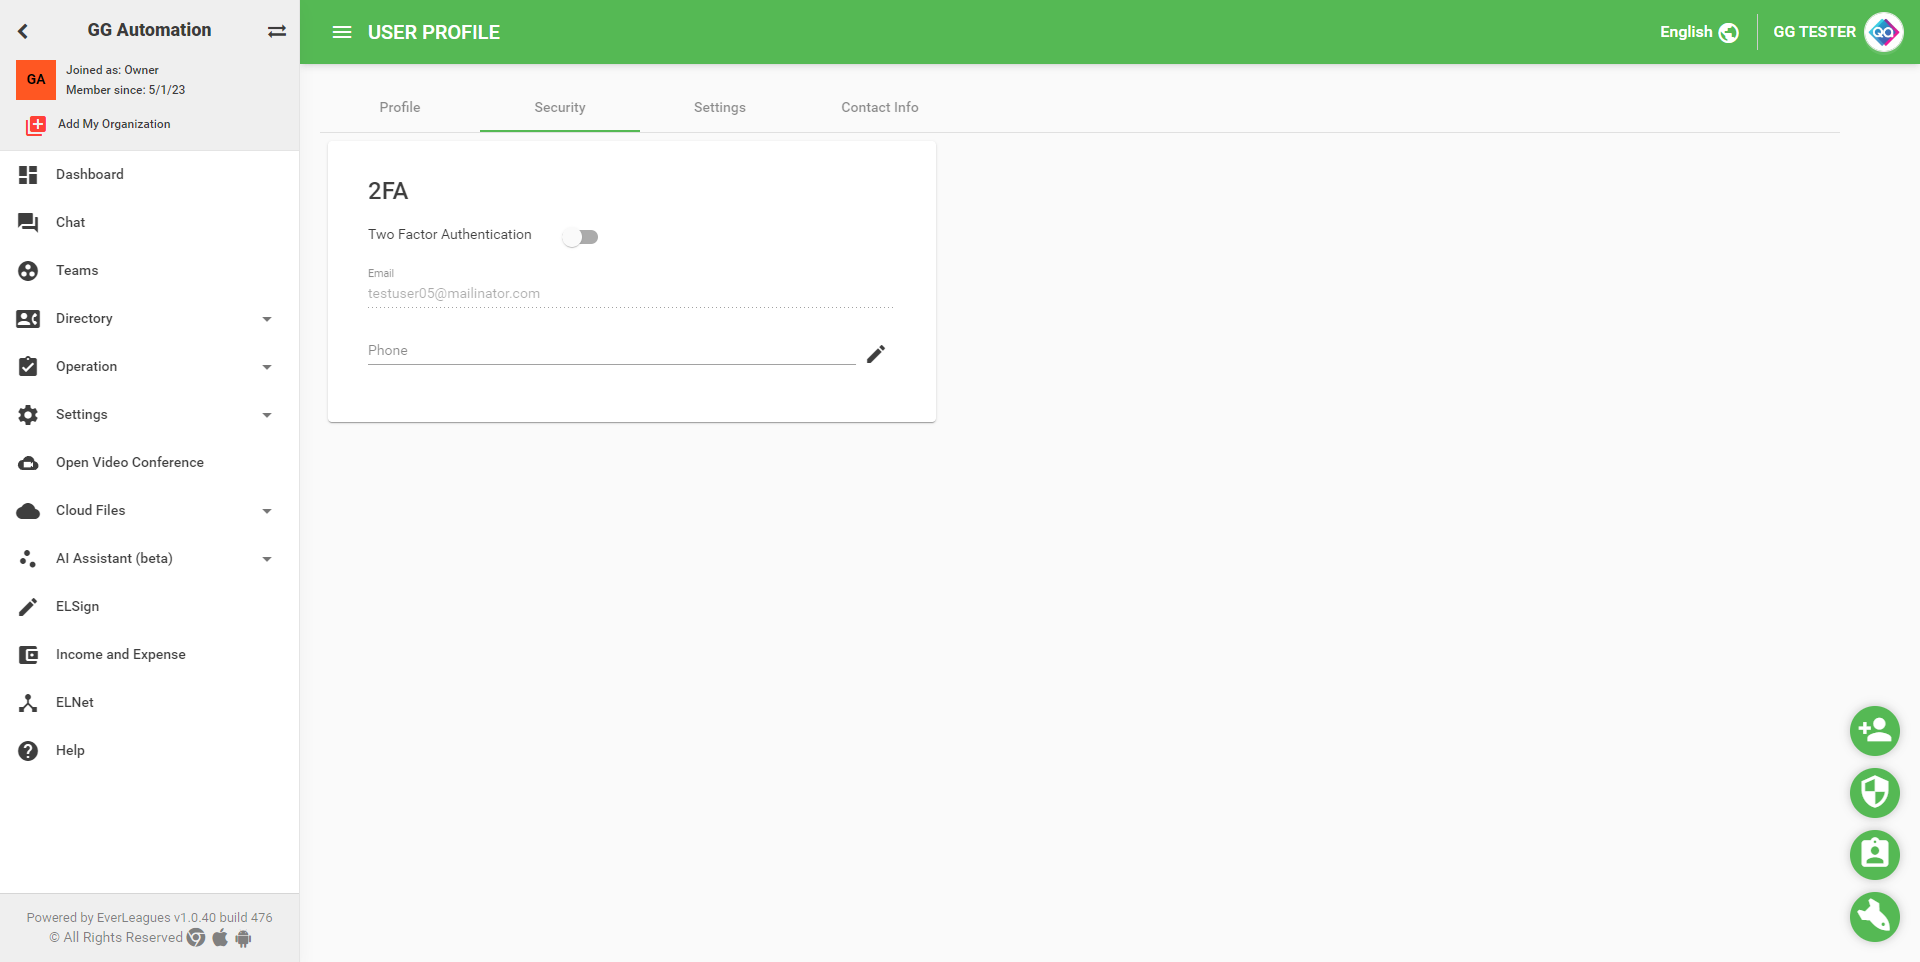 GG Automation
GA
Joined as: Owner
Member since: 5/1/23
Add My Organization
Dashboard
Chat
Teams
Directory
Operation
Settings
Open Video Conference
Cloud Files
AI Assistant (beta)
ELSign
Income and Expense
ELNet
Help
Powered by EverLeagues v1.0.40 build 476
© All Rights Reserved
USER PROFILE
English
GG TESTER
QA
Profile
Security
Settings
Contact Info
2FA
Two Factor Authentication
Email
testuser05@mailinator.com
Phone